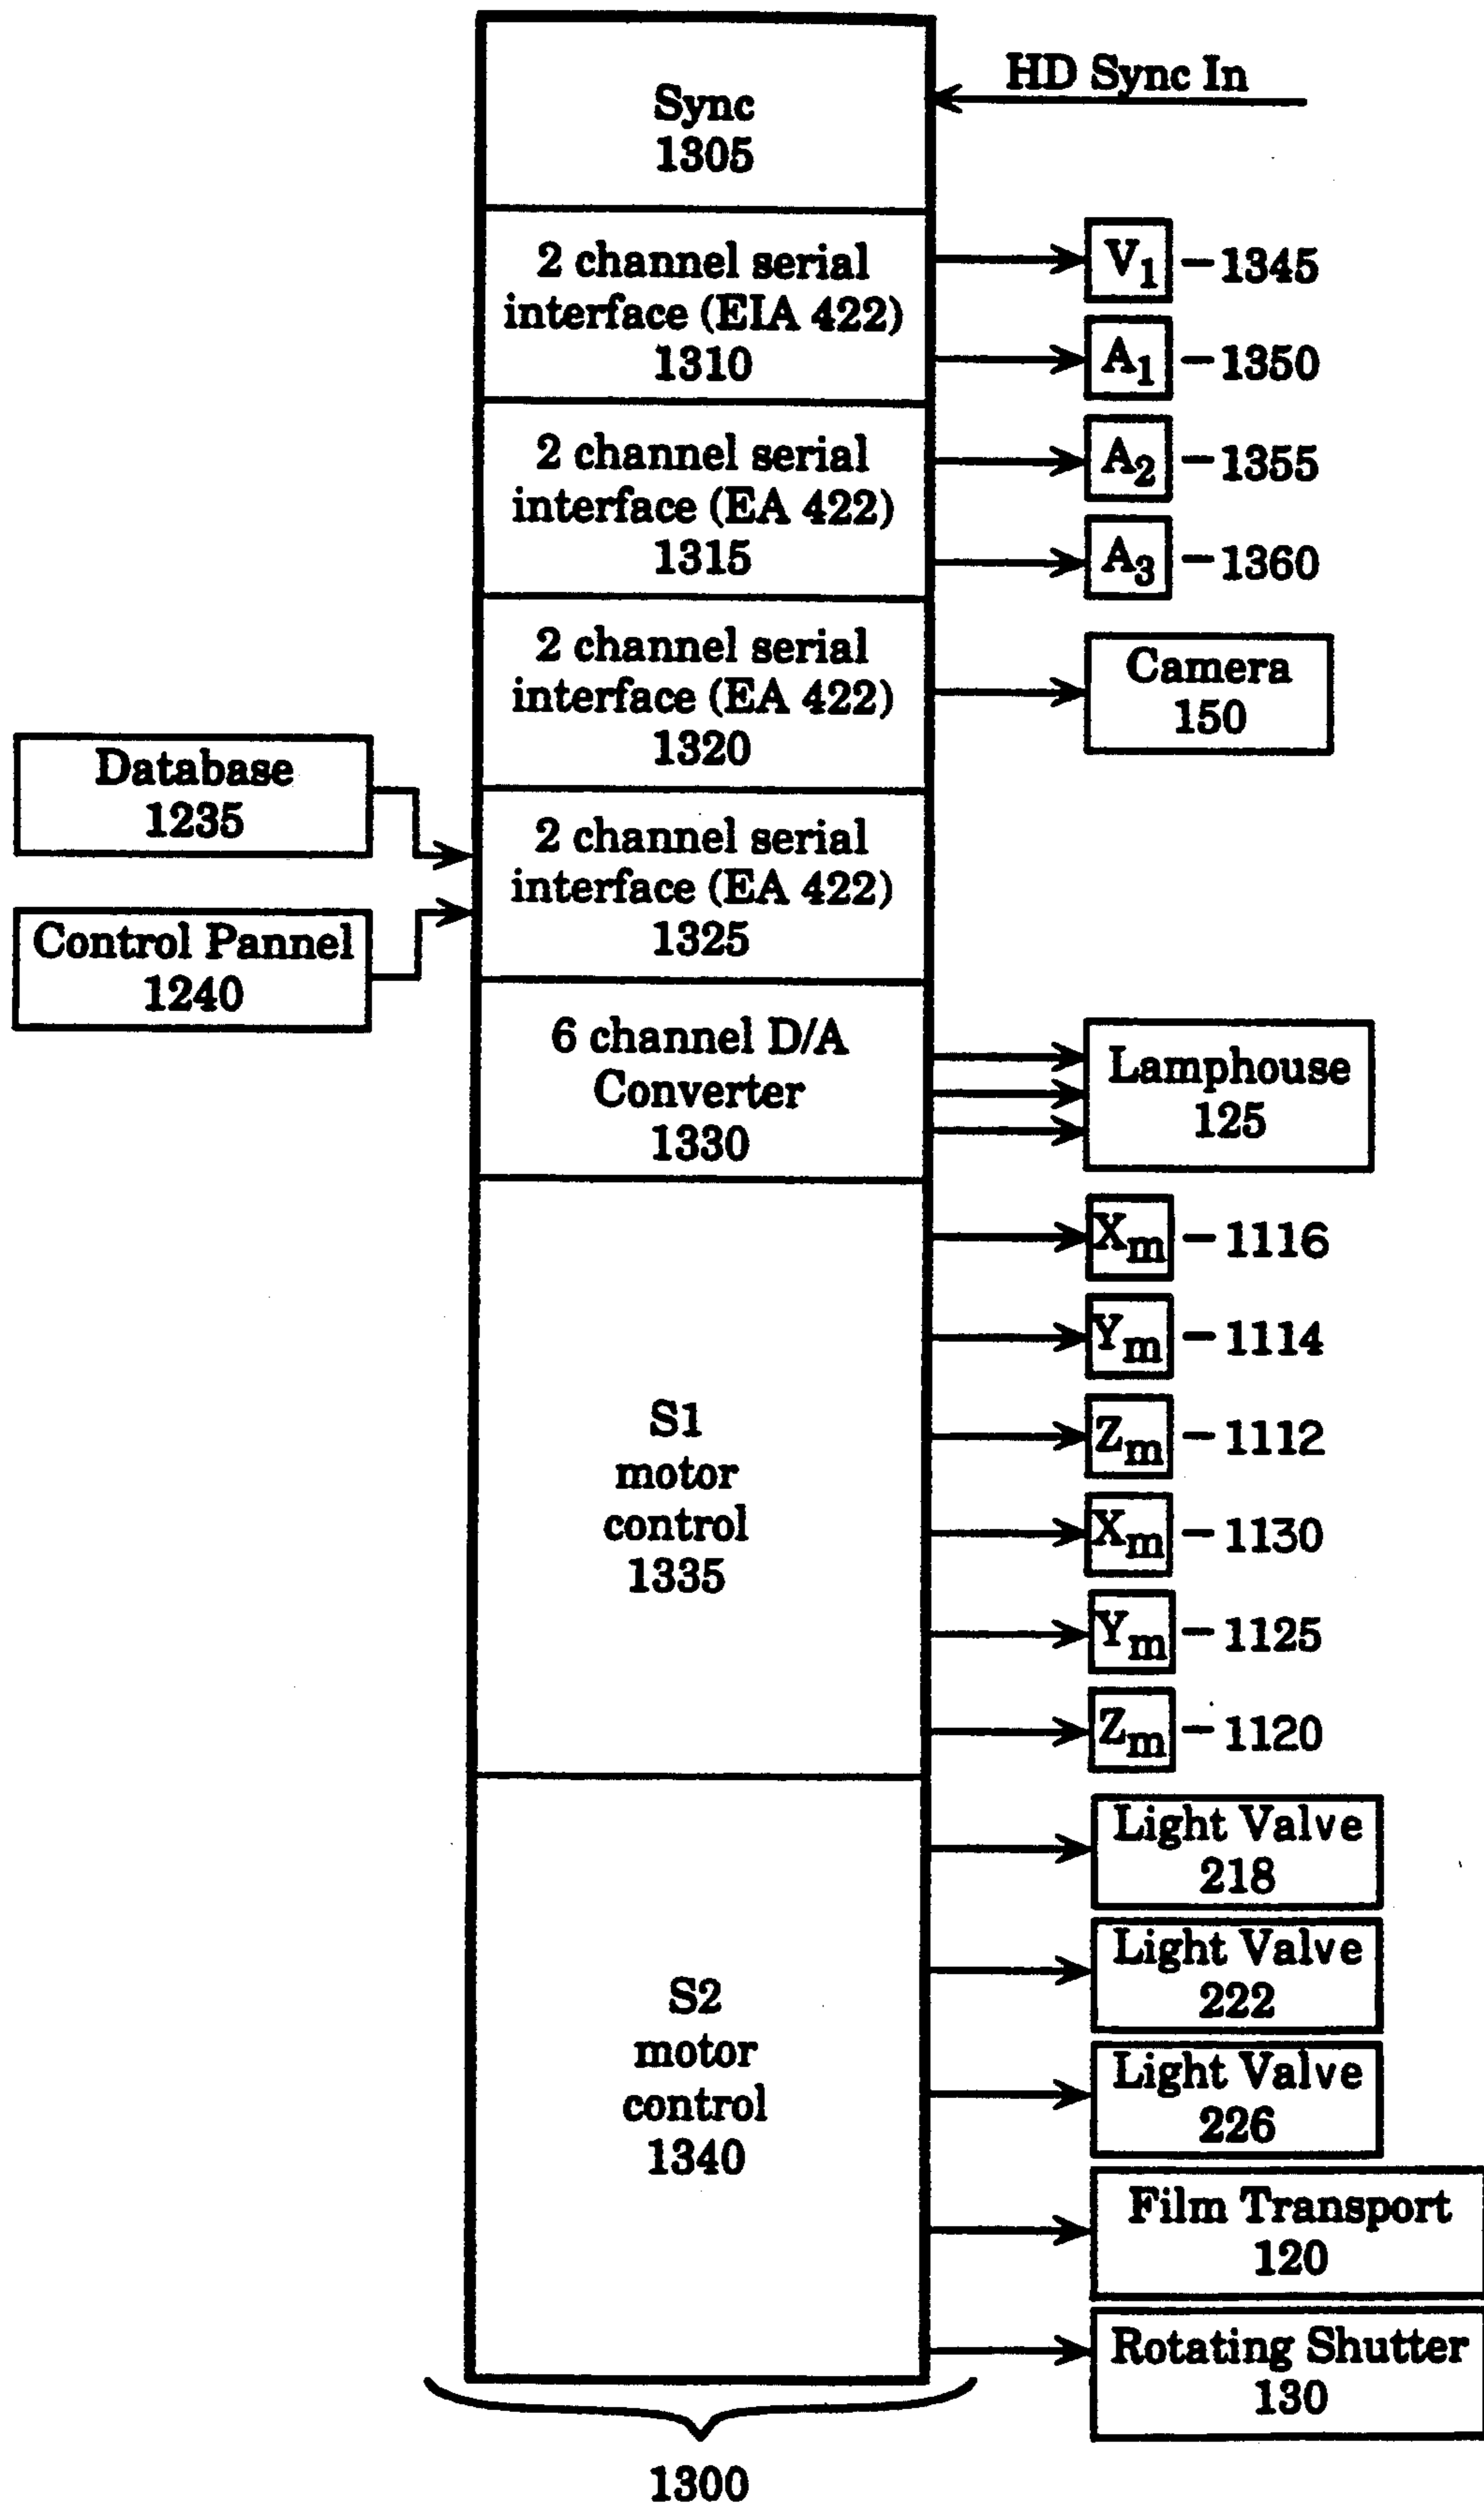 HD Sync In
Sync
1305
2 channel serial
interface (EIA 422)
1310
V1 -1345
A1 -1350
2 channel serial
interface (EA 422)
1315
A2 -1355
A3 -1360
2 channel serial
interface (EA 422)
1320
Camera
150
Database
1235
Control Pannel
1240
2 channel serial
interface (EA 422)
1325
6 channel D/A
Converter
1330
Lamphouse
125
S1
motor
control
1335
Xm -1116
Ym -1114
Zm -1112
Xm -1130
Ym -1125
Zm -1120
S2
motor
control
1340
Light Valve
218
Light Valve
222
Light Valve
226
Film Transport
120
Rotating Shutter
130
1300